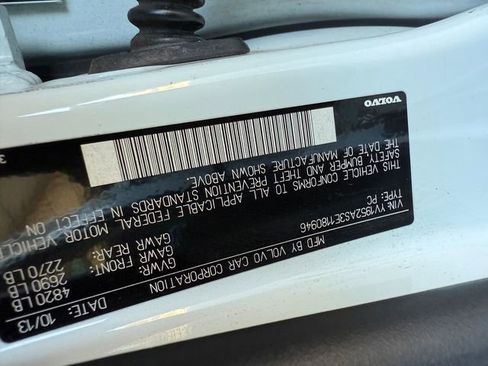 VOLVO
MFD BY VOLVO CAR CORPORATION
DATE: 10/13
GVWR: 4820 LB
GAWR FRONT: 2690 LB
GAWR REAR: 2270 LB
THIS VEHICLE CONFORMS TO ALL APPLICABLE FEDERAL MOTOR VEHICLE
SAFETY, BUMPER AND THEFT PREVENTION STANDARDS IN EFFECT ON
THE DATE OF MANUFACTURE SHOWN ABOVE.
VIN: YV1952AS3E1180946
TYPE: PC